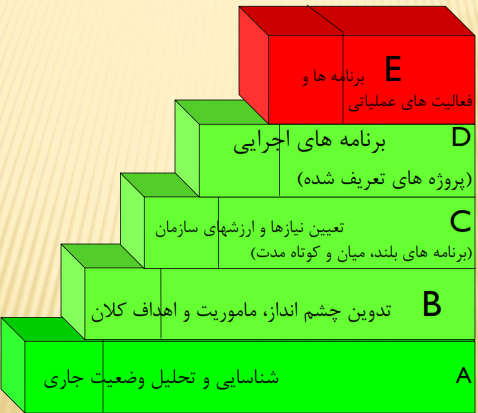 E برنامه ها و
فعالیت های عملیاتی
D برنامه های اجرایی
(پروژه های تعریف شده)
C تعیین نیازها و ارزشهای سازمان
(برنامه های بلند، میان و کوتاه مدت)
B تدوین چشم انداز، ماموریت و اهداف کلان
A شناسایی و تحلیل وضعیت جاری